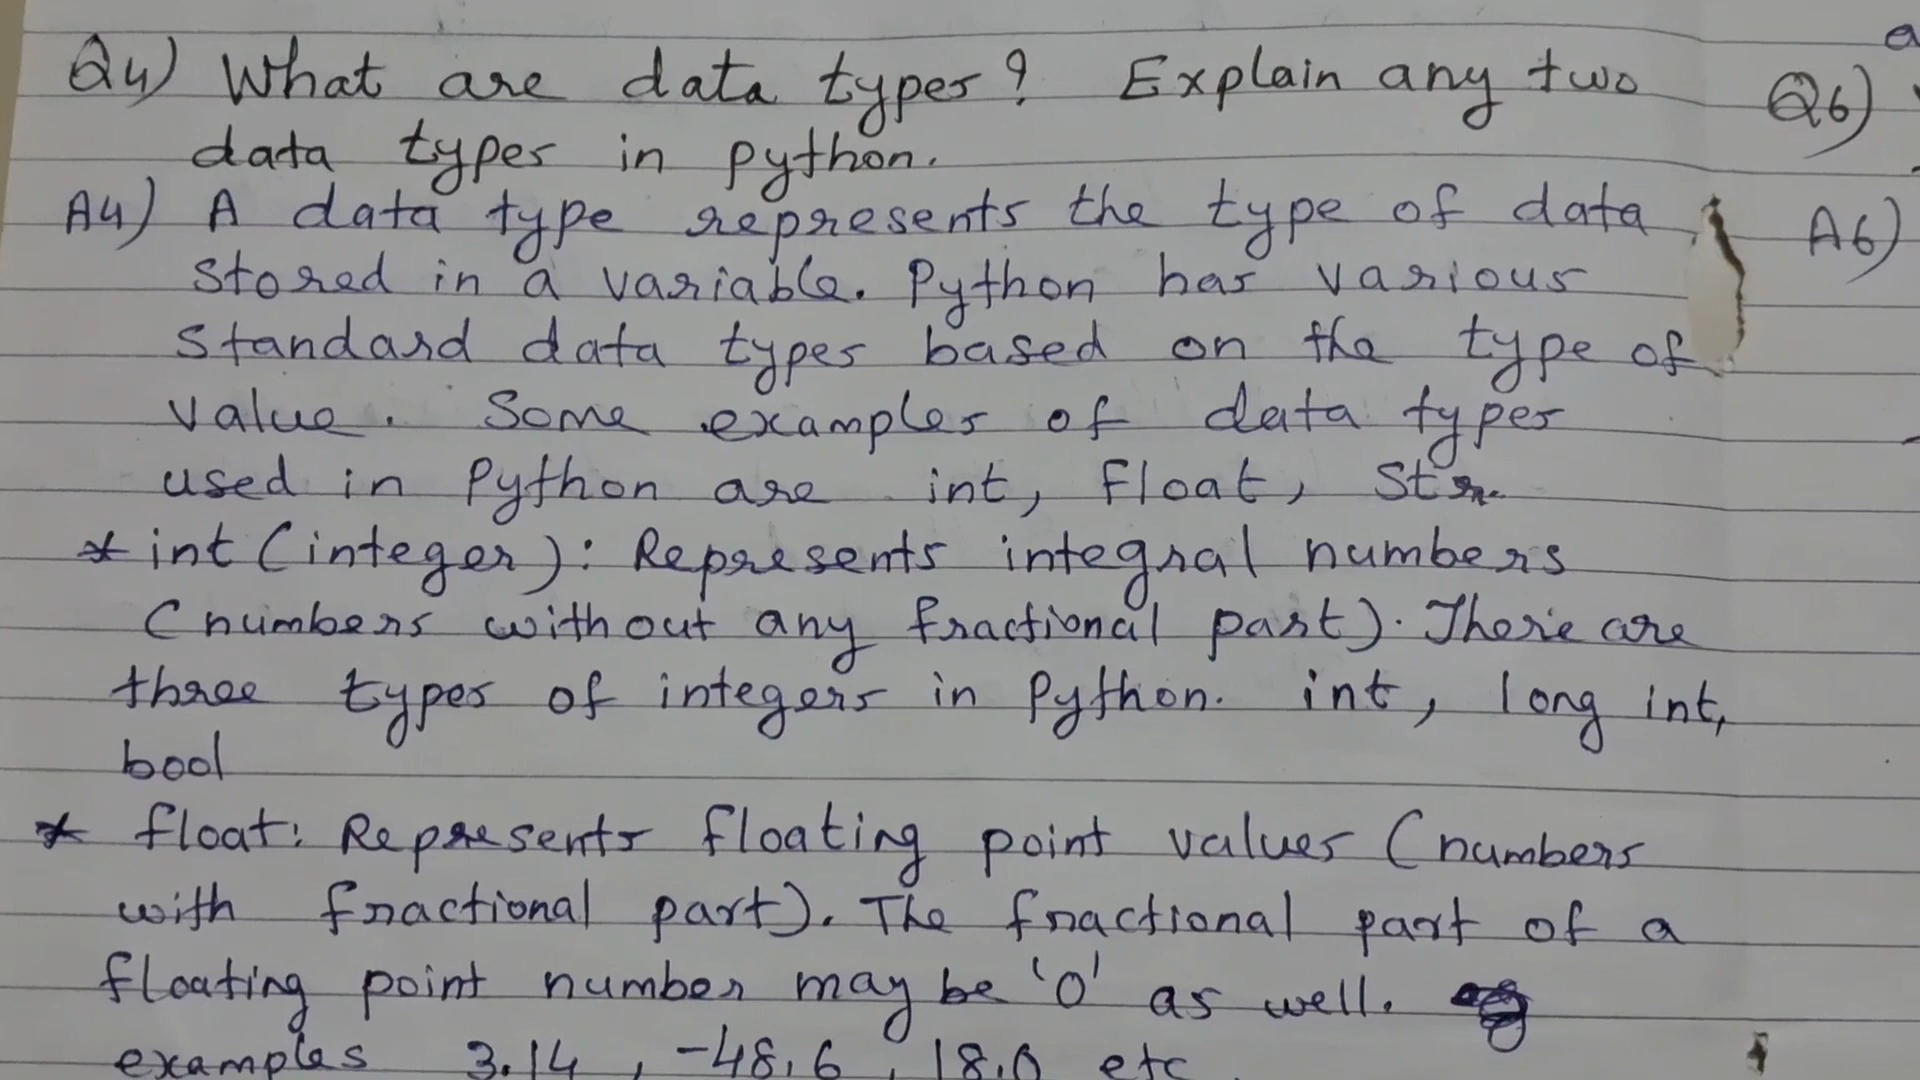 Q4) What are data types? Explain any two
data types in python.
A4) A data type represents the type of data
stored in a variable. Python has various
standard data types based on the type of
value. Some examples of data types
used in Python are int, Float, Str.
* int (integer): Represents integral numbers
(numbers without any fractional part). There are
three types of integers in Python. int, long int,
bool
* float: Represents floating point values (numbers
with fractional part). The fractional part of a
floating point number may be '0' as well.
examples 3.14, -48.6, 18.0 etc.
Q6)
A6)